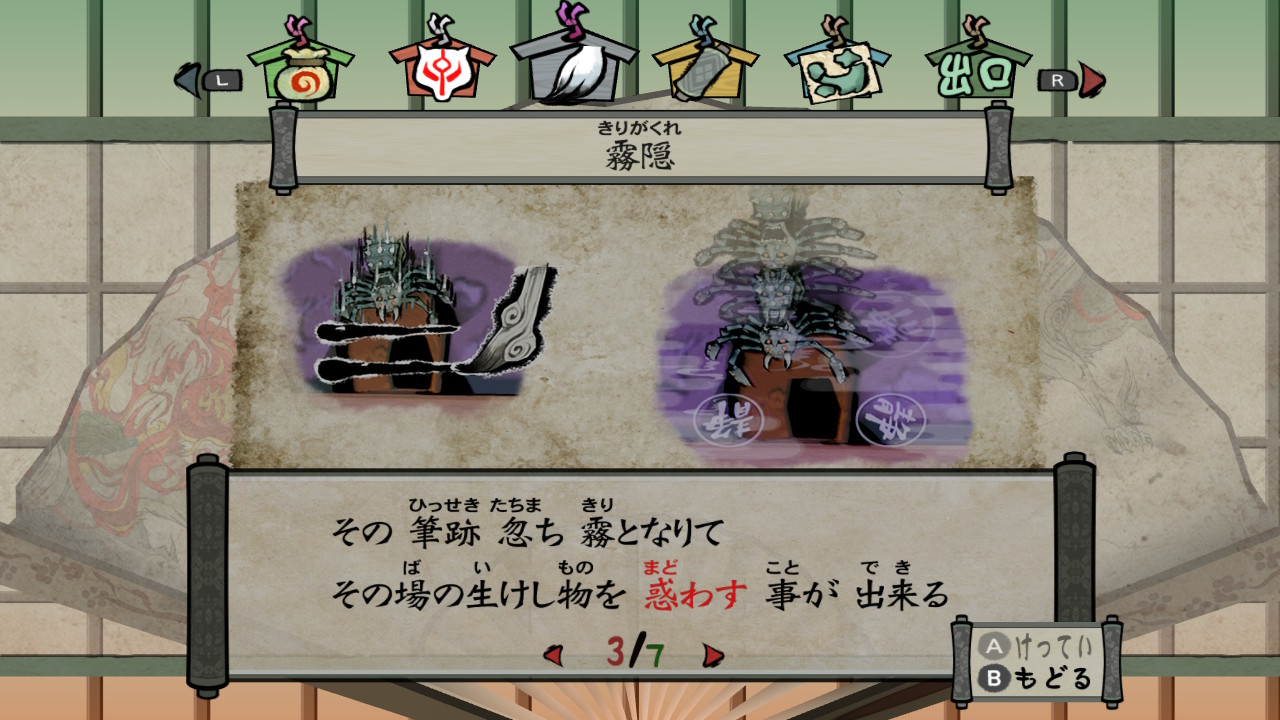 L
出口
R
きりがくれ
霧隠
ひっせき たちま きり
その 筆跡 忽ち 霧となりて
ば い もの まど こと で き
その場の生けし物を 惑わす 事が 出来る
3/7
A けってい
B もどる